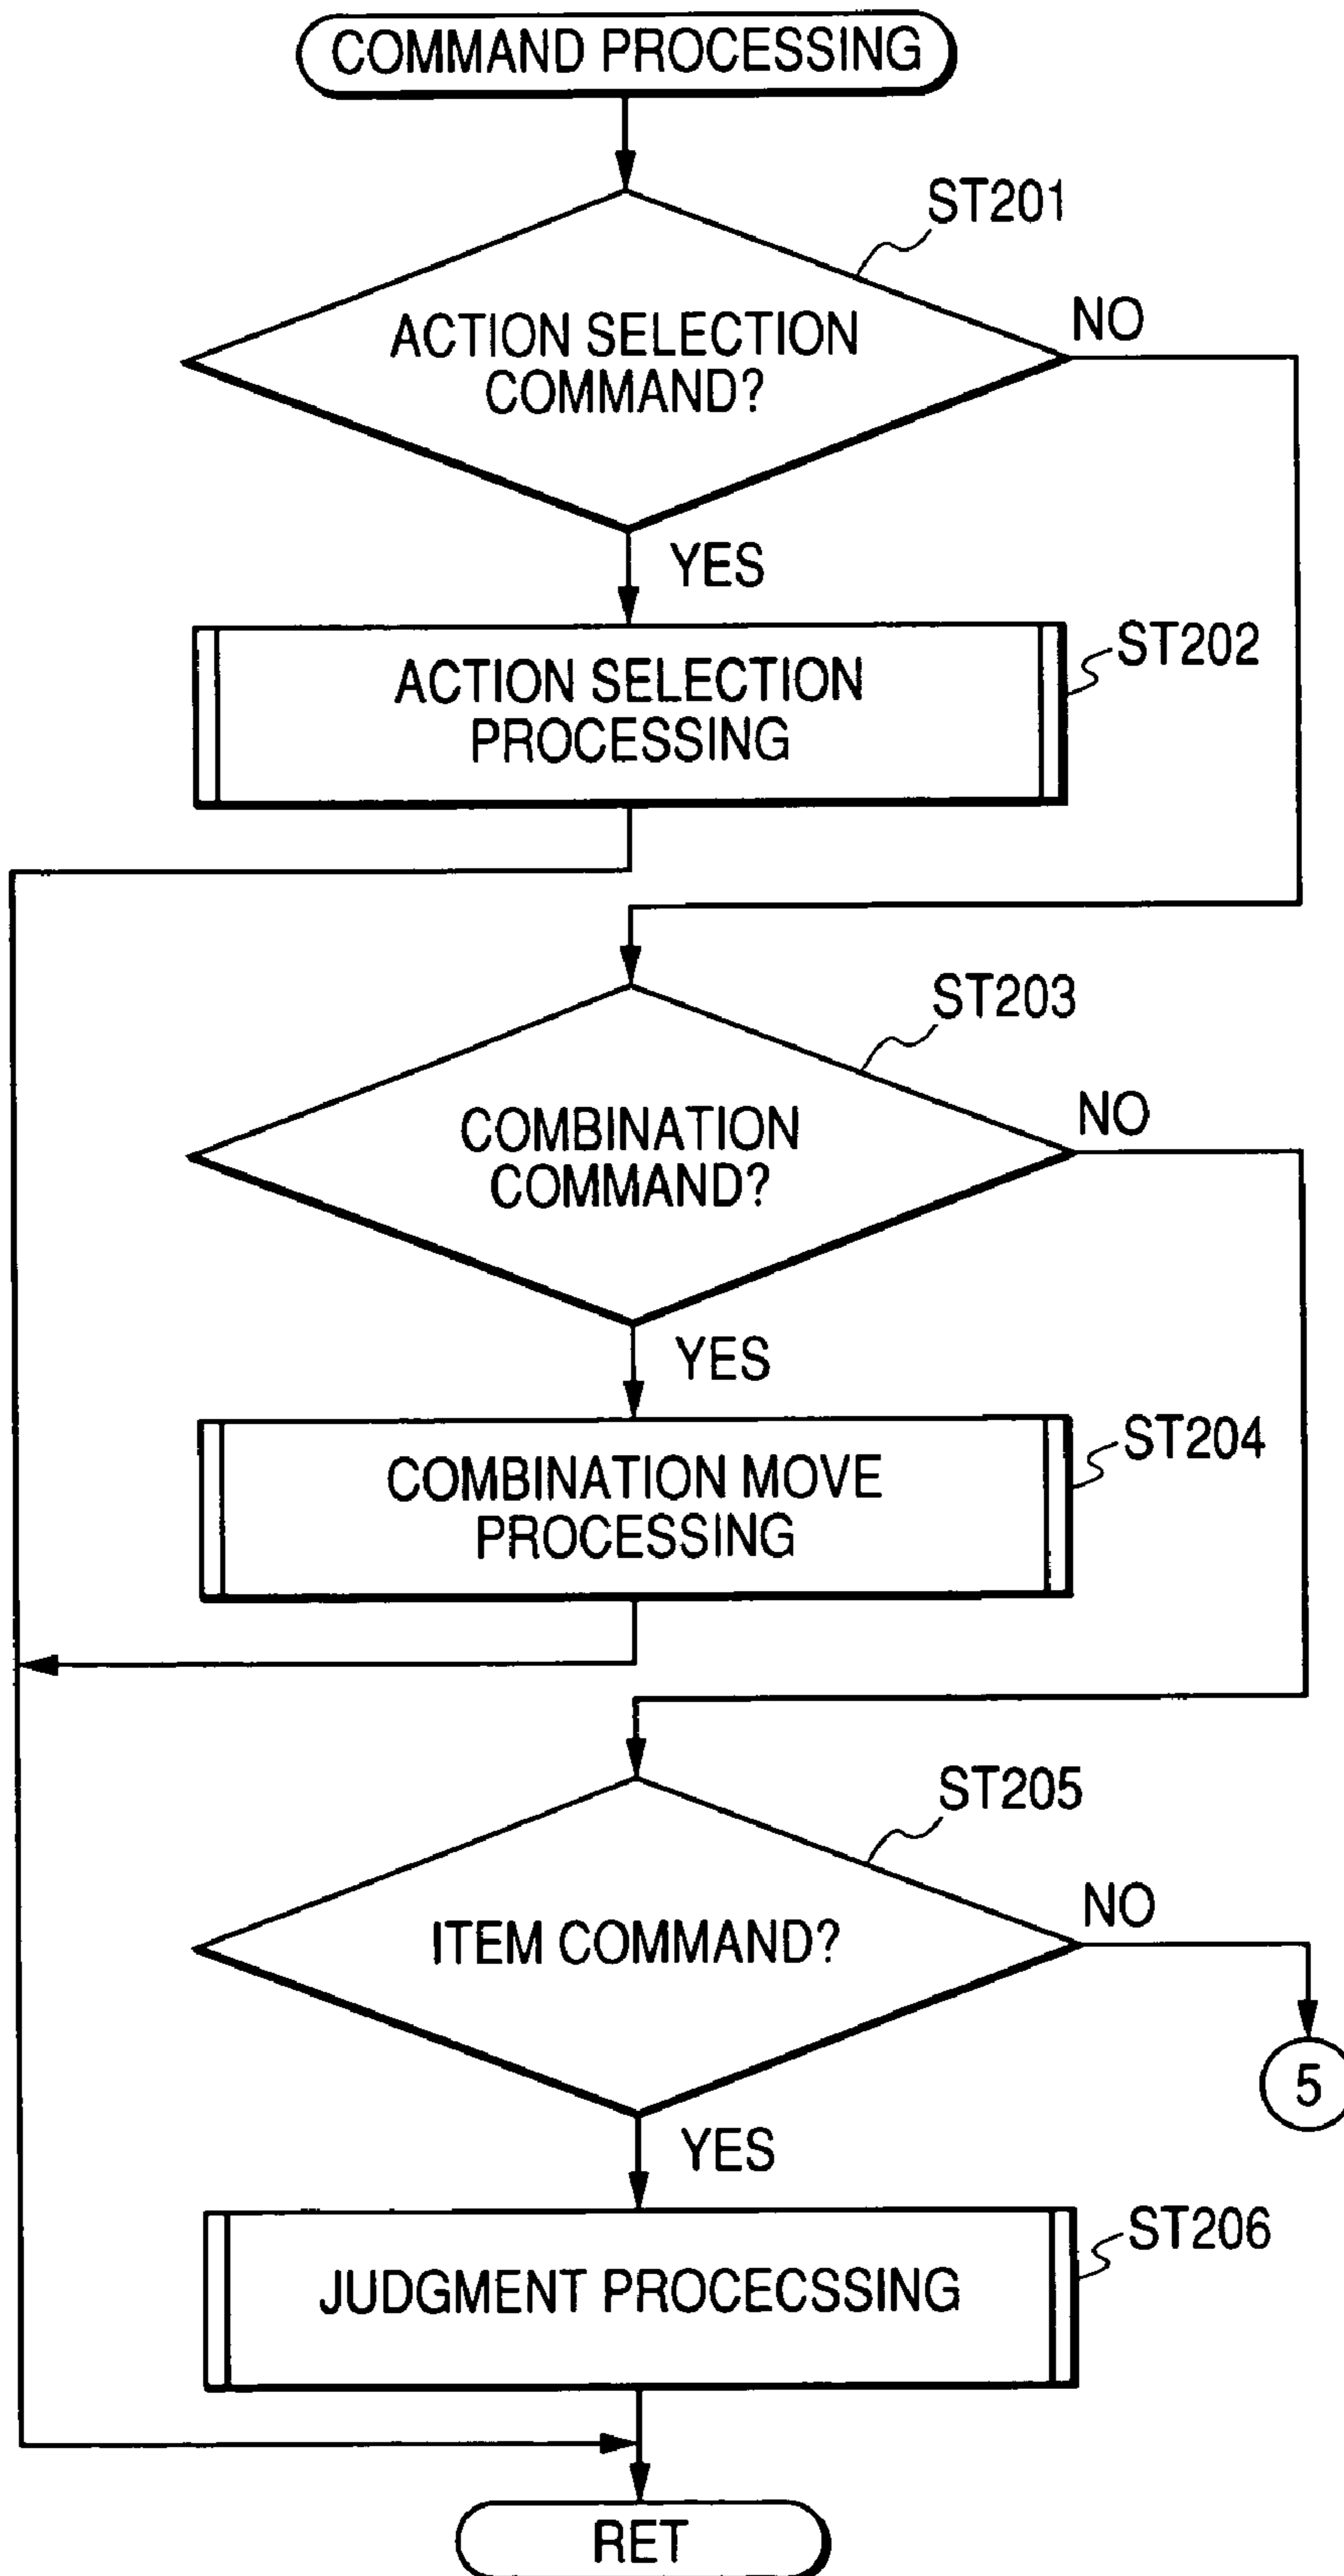 COMMAND PROCESSING
ST201
ACTION SELECTION
COMMAND?
NO
YES
ST202
ACTION SELECTION
PROCESSING
ST203
COMBINATION
COMMAND?
NO
YES
ST204
COMBINATION MOVE
PROCESSING
ST205
ITEM COMMAND?
NO
5
YES
ST206
JUDGMENT PROCECSSING
RET